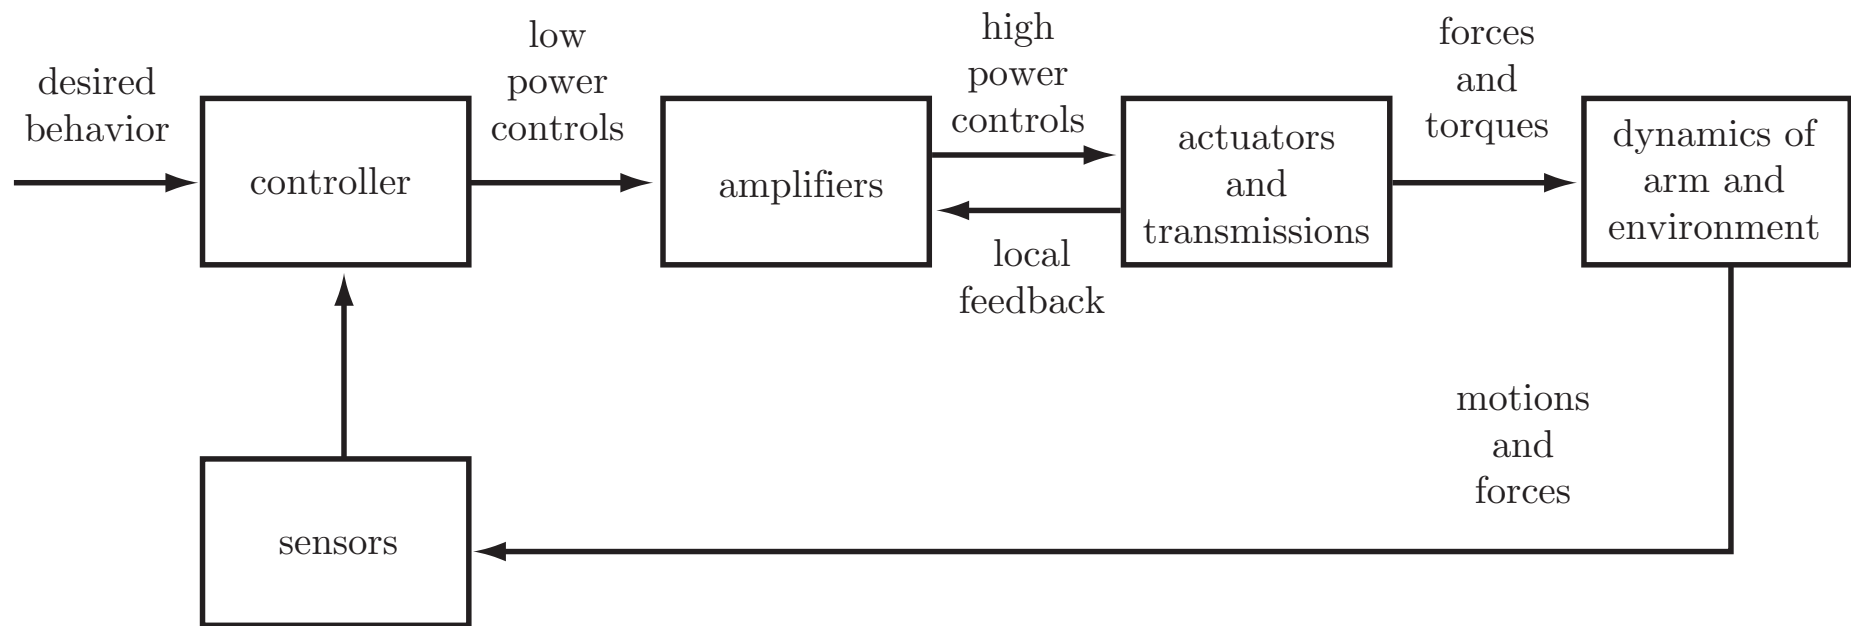 desired
behavior
controller
low
power
controls
amplifiers
high
power
controls
local
feedback
actuators
and
transmissions
forces
and
torques
dynamics of
arm and
environment
motions
and
forces
sensors